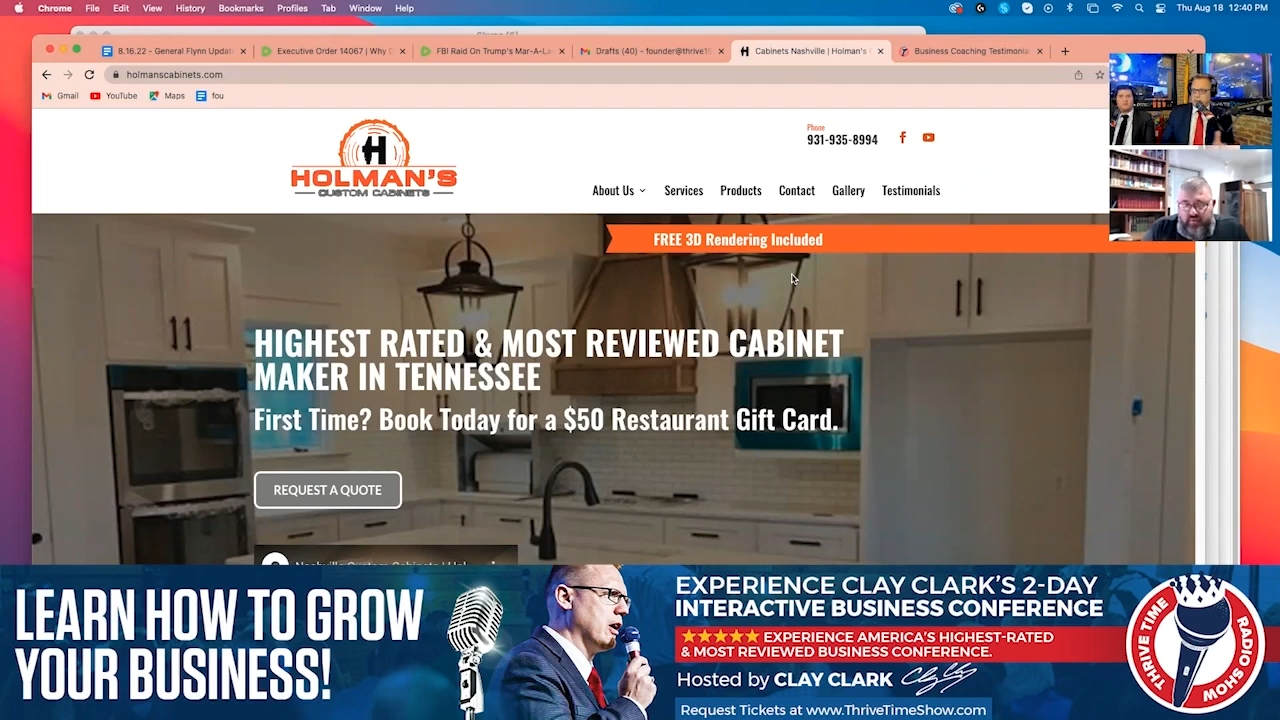 Chrome File Edit View History Bookmarks Profiles Tab Window Help Thu Aug 18 12:40 PM
8.16.22 - General Flynn Updat Executive Order 14067 | Why D FBI Raid On Trump's Mar-A-La Drafts (40) - founder@thrive15 Cabinets Nashville | Holman's Business Coaching Testimonia
holmanscabinets.com
Gmail YouTube Maps fou
H
HOLMAN'S
CUSTOM CABINETS
Phone
931-935-8994
About Us Services Products Contact Gallery Testimonials
FREE 3D Rendering Included
HIGHEST RATED & MOST REVIEWED CABINET
MAKER IN TENNESSEE
First Time? Book Today for a $50 Restaurant Gift Card.
REQUEST A QUOTE
LEARN HOW TO GROW
YOUR BUSINESS!
EXPERIENCE CLAY CLARK'S 2-DAY
INTERACTIVE BUSINESS CONFERENCE
EXPERIENCE AMERICA'S HIGHEST-RATED
& MOST REVIEWED BUSINESS CONFERENCE.
Hosted by CLAY CLARK
Request Tickets at www.ThriveTimeShow.com
THRIVE TIME
RADIO SHOW